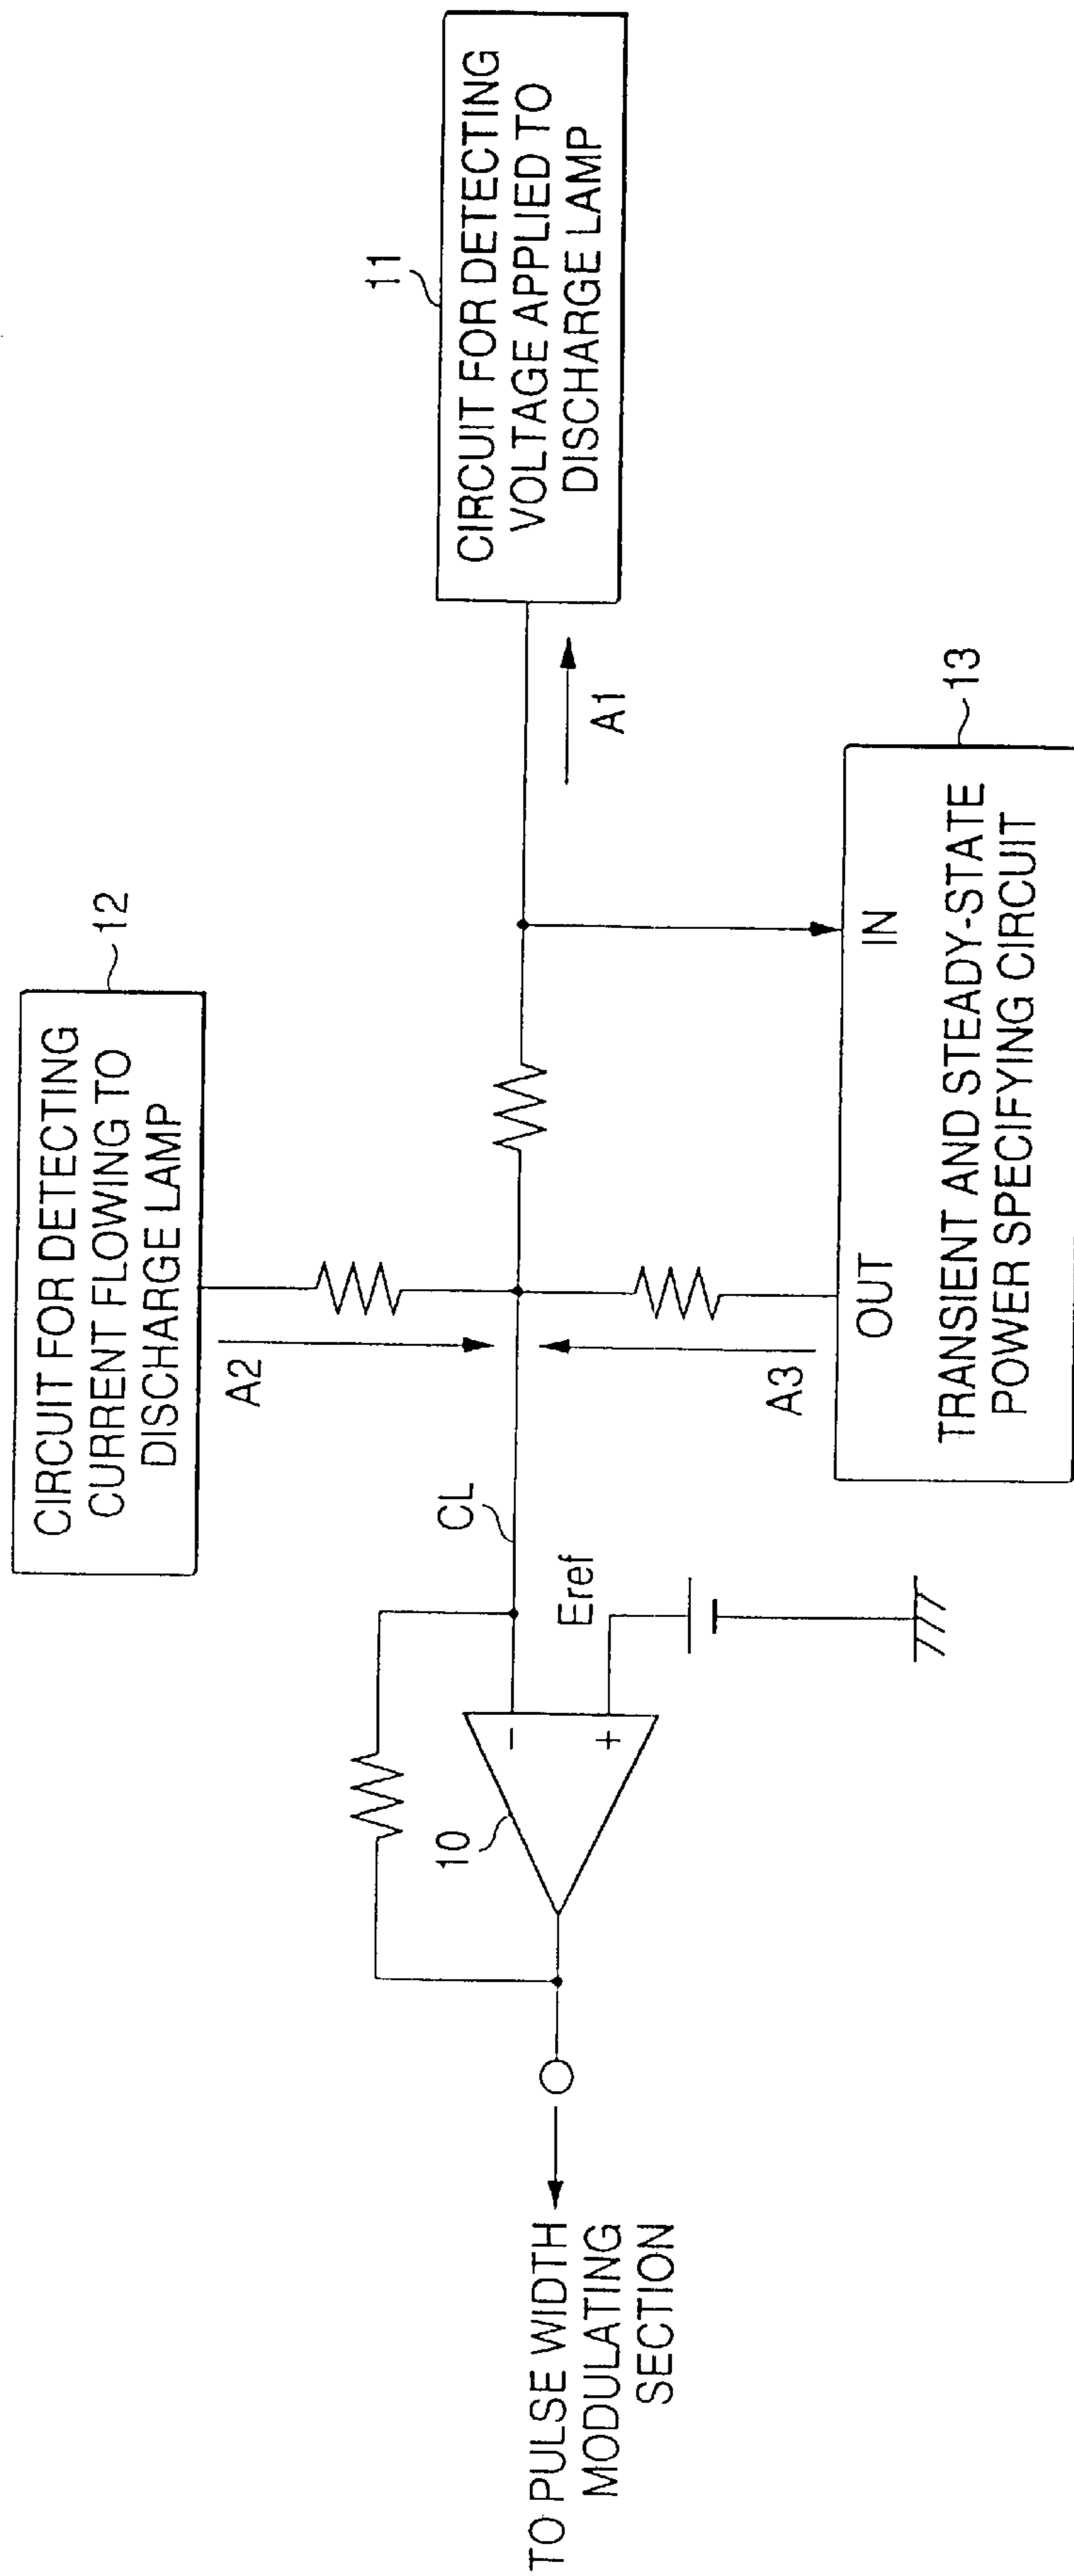 CIRCUIT FOR DETECTING
CURRENT FLOWING TO
DISCHARGE LAMP
12
A2
11
CIRCUIT FOR DETECTING
VOLTAGE APPLIED TO
DISCHARGE LAMP
A1
CL
10
−
+
Eref
A3
OUT
IN
13
TRANSIENT AND STEADY-STATE
POWER SPECIFYING CIRCUIT
TO PULSE WIDTH
MODULATING
SECTION